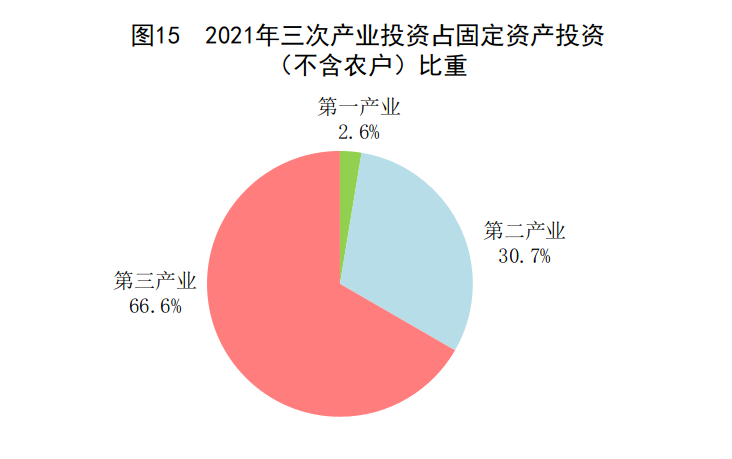 图15 2021年三次产业投资占固定资产投资
（不含农户）比重
第一产业
2.6%
第二产业
30.7%
第三产业
66.6%